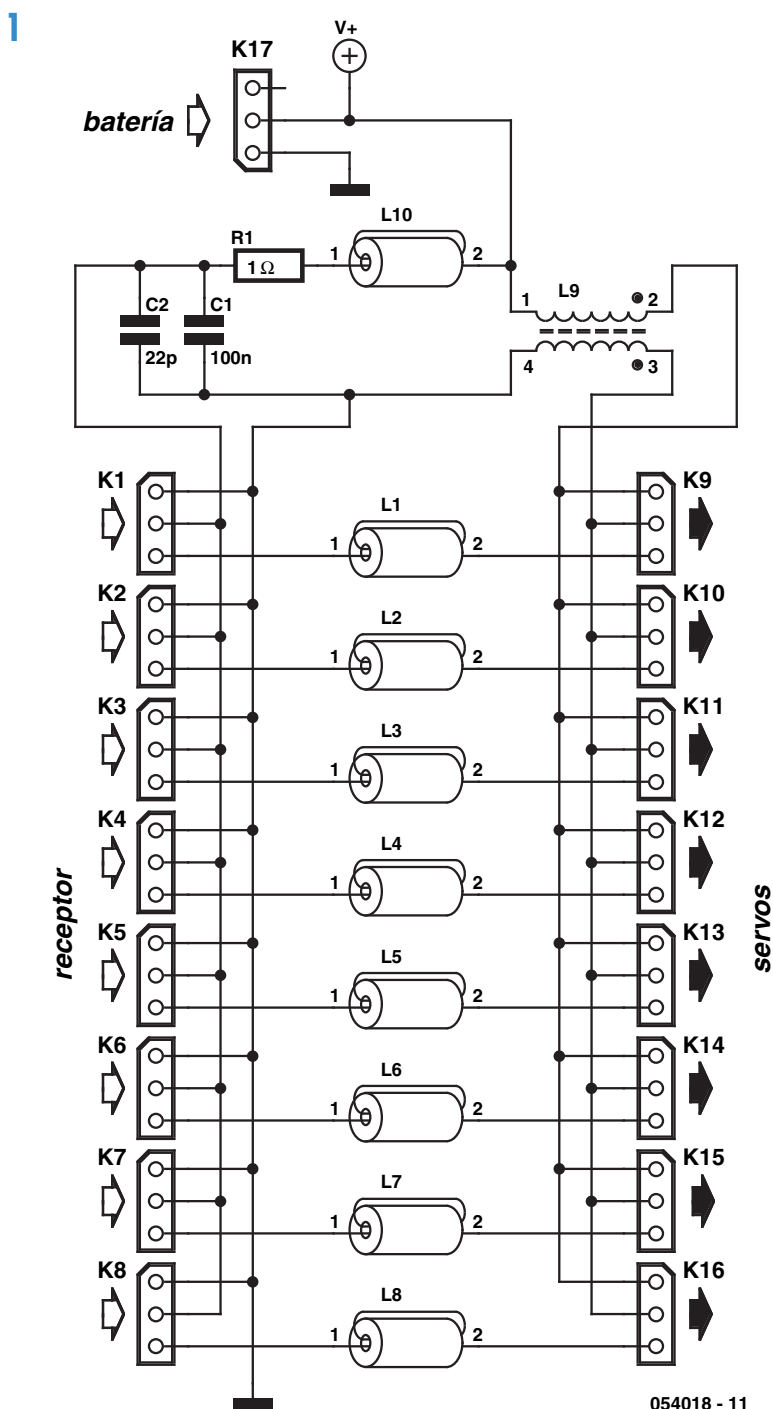 1
V+
K17
batería
L10
R1
1 2
1 Ω
C2 C1
22p 100n
L9
1 2
4 3
K1 L1 K9
1 2
K2 L2 K10
1 2
K3 L3 K11
1 2
K4 L4 K12
1 2
receptor
servos
K5 L5 K13
1 2
K6 L6 K14
1 2
K7 L7 K15
1 2
K8 L8 K16
1 2
054018 - 11